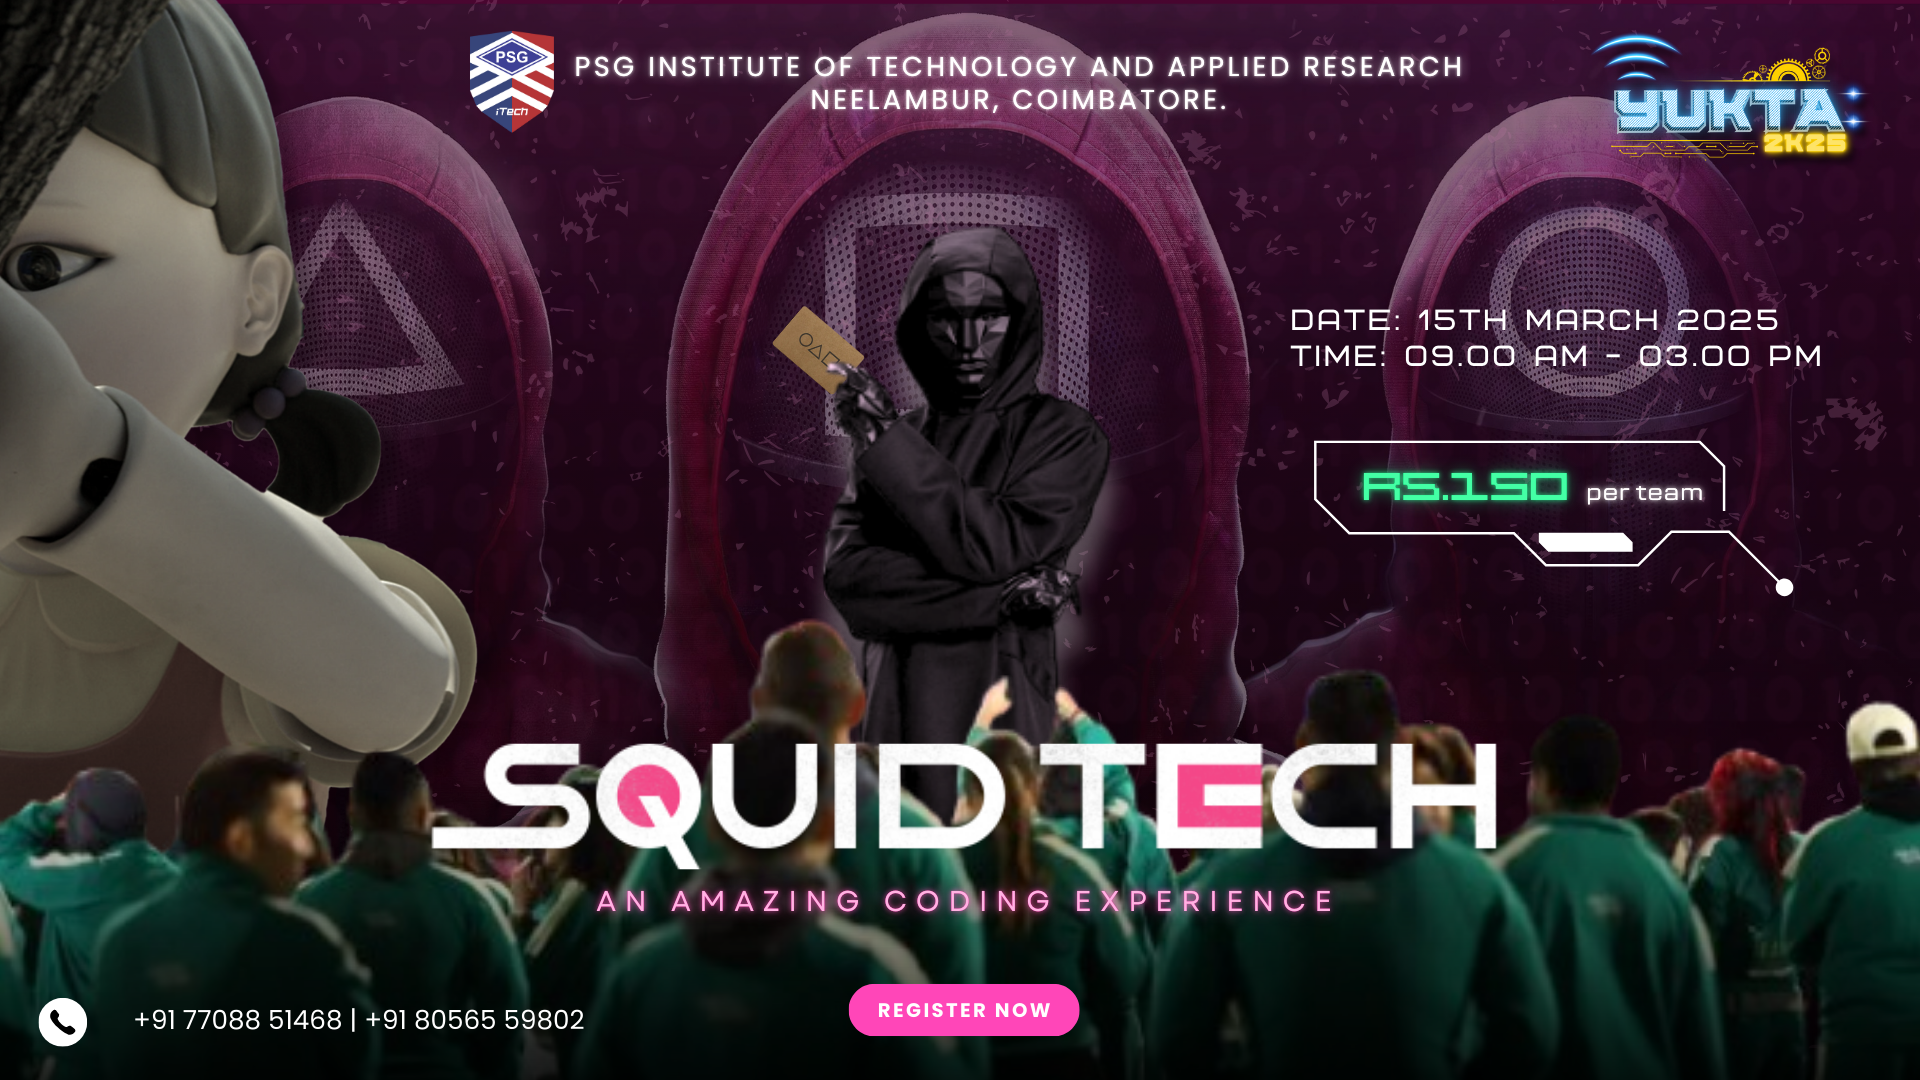 PSG
iTech
PSG INSTITUTE OF TECHNOLOGY AND APPLIED RESEARCH
NEELAMBUR, COIMBATORE.
YUKTA
2K25
DATE: 15TH MARCH 2025
TIME: 09.00 AM - 03.00 PM
RS.150 per team
SQUID TECH
AN AMAZING CODING EXPERIENCE
+91 77088 51468 | +91 80565 59802
REGISTER NOW